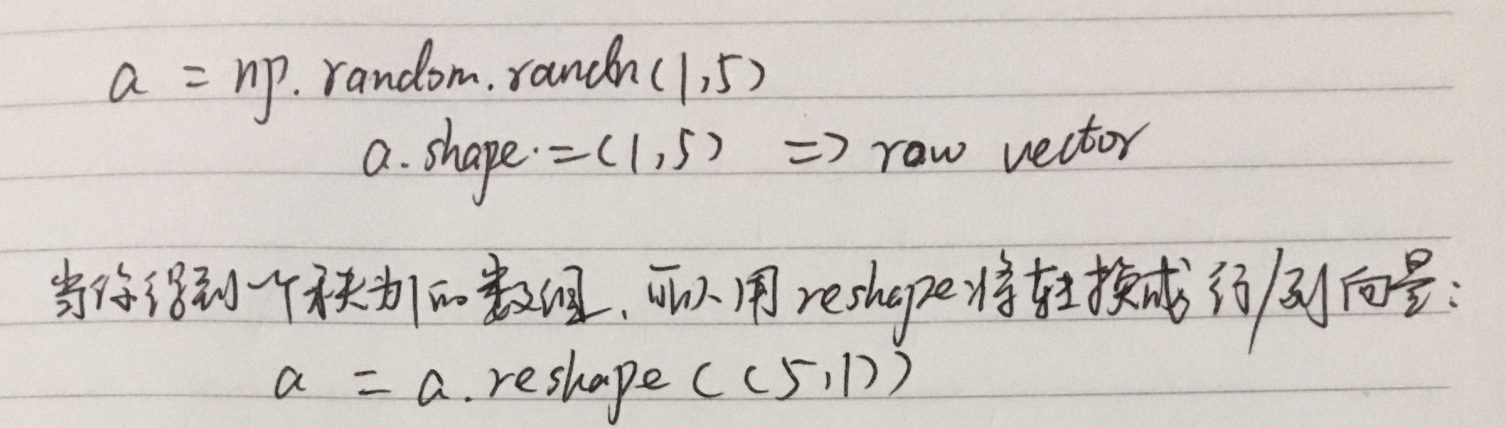 a = np.random.randn(1,5)
a.shape = (1,5) => raw vector
当你得到一个秩为1的数组,可以用reshape将转换成行/列向量:
a = a.reshape((5,1))